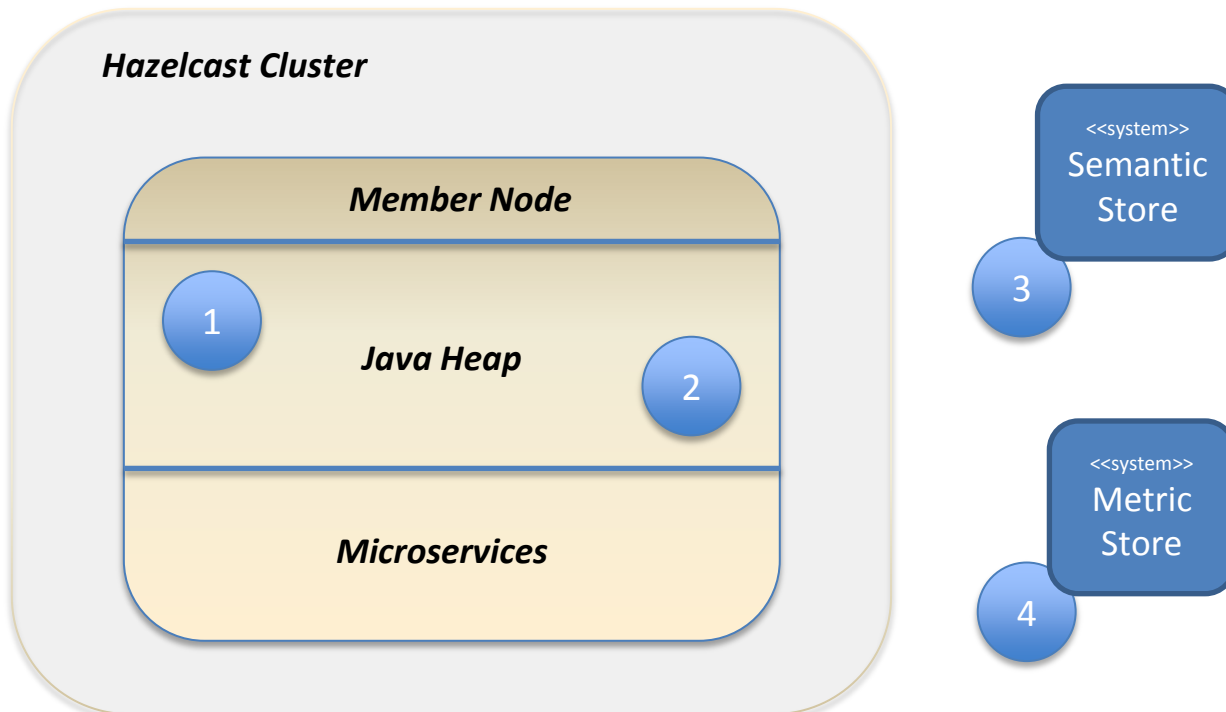 Hazelcast Cluster
Member Node
1
Java Heap
2
Microservices
<<system>>
Semantic
Store
3
<<system>>
Metric
Store
4